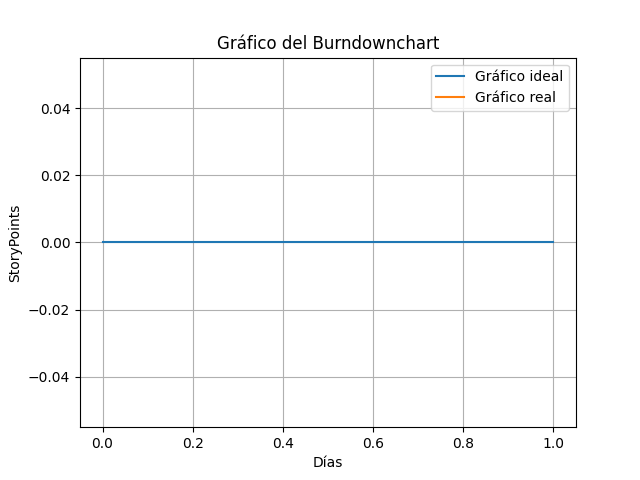 Gráfico del Burndownchart
Gráfico ideal
Gráfico real
0.04
0.02
0.00
−0.02
−0.04
StoryPoints
0.0 0.2 0.4 0.6 0.8 1.0
Días